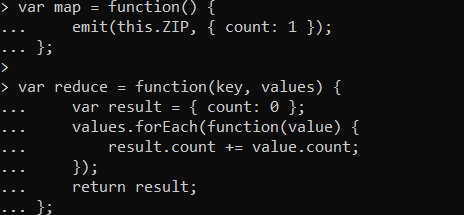 > var map = function() {
...     emit(this.ZIP, { count: 1 });
... };
>
> var reduce = function(key, values) {
...     var result = { count: 0 };
...     values.forEach(function(value) {
...         result.count += value.count;
...     });
...     return result;
... };